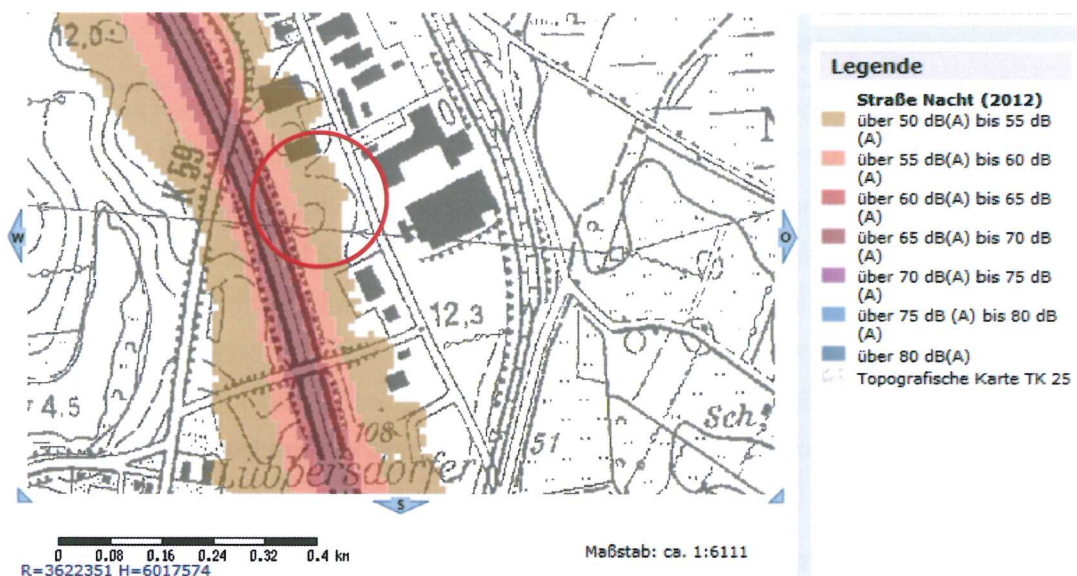 12,0
K 59
W
O
12,3
4,5
108
Lübbersdorfer
51
Sch
S
0 0.08 0.16 0.24 0.32 0.4 km
R=3622351 H=6017574
Maßstab: ca. 1:6111
Legende
Straße Nacht (2012)
über 50 dB(A) bis 55 dB
(A)
über 55 dB(A) bis 60 dB
(A)
über 60 dB(A) bis 65 dB
(A)
über 65 dB(A) bis 70 dB
(A)
über 70 dB(A) bis 75 dB
(A)
über 75 dB (A) bis 80 dB
(A)
über 80 dB(A)
Topografische Karte TK 25